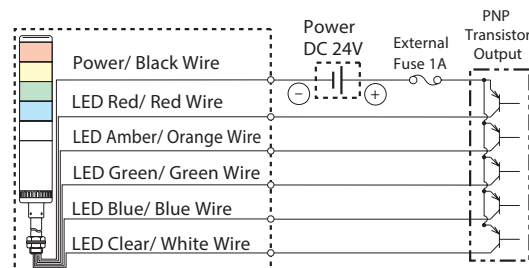 Power
DC 24V
External
Fuse 1A
PNP
Transistor
Output
Power/ Black Wire
− +
LED Red/ Red Wire
LED Amber/ Orange Wire
LED Green/ Green Wire
LED Blue/ Blue Wire
LED Clear/ White Wire